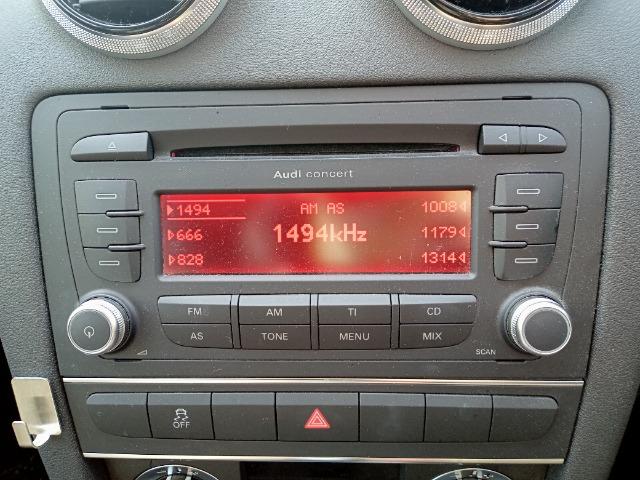 Audi concert
1494 AM AS 1008
666 1494kHz 1179
828 1314
FM AM TI CD
AS TONE MENU MIX
SCAN
OFF